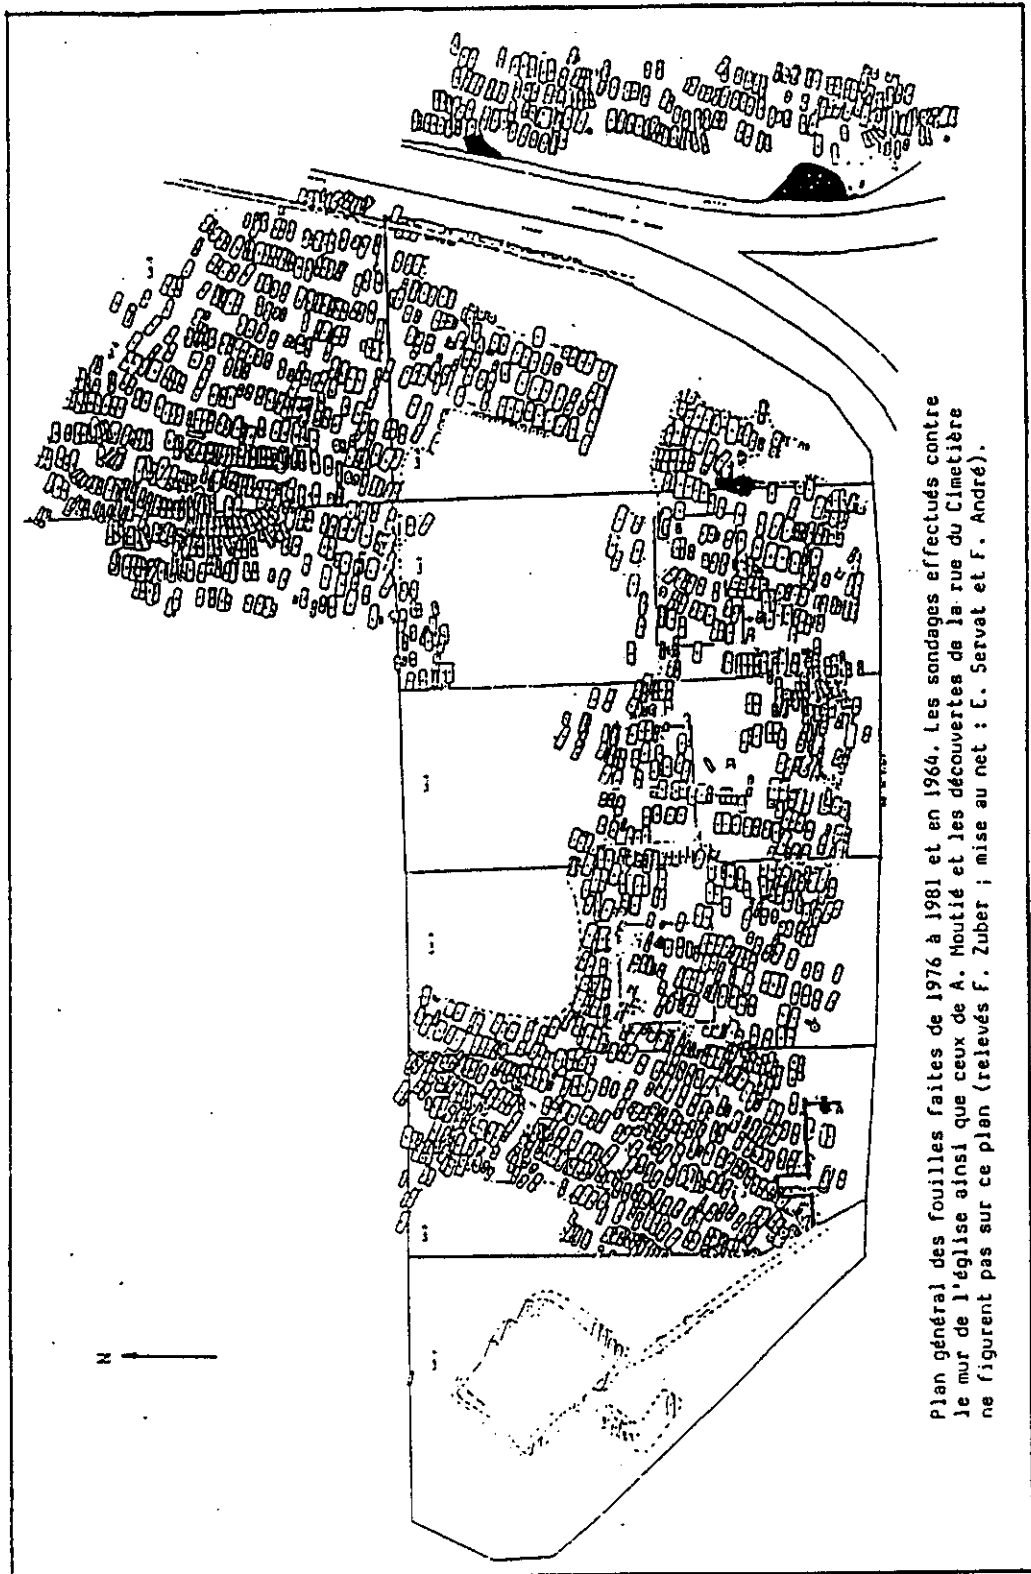 Plan général des fouilles faites de 1976 à 1981 et en 1964. Les sondages effectués contre
le mur de l'église ainsi que ceux de A. Moutié et les découvertes de la rue du Cimetière
ne figurent pas sur ce plan (relevés F. Zuber ; mise au net : E. Servat et F. André).
N